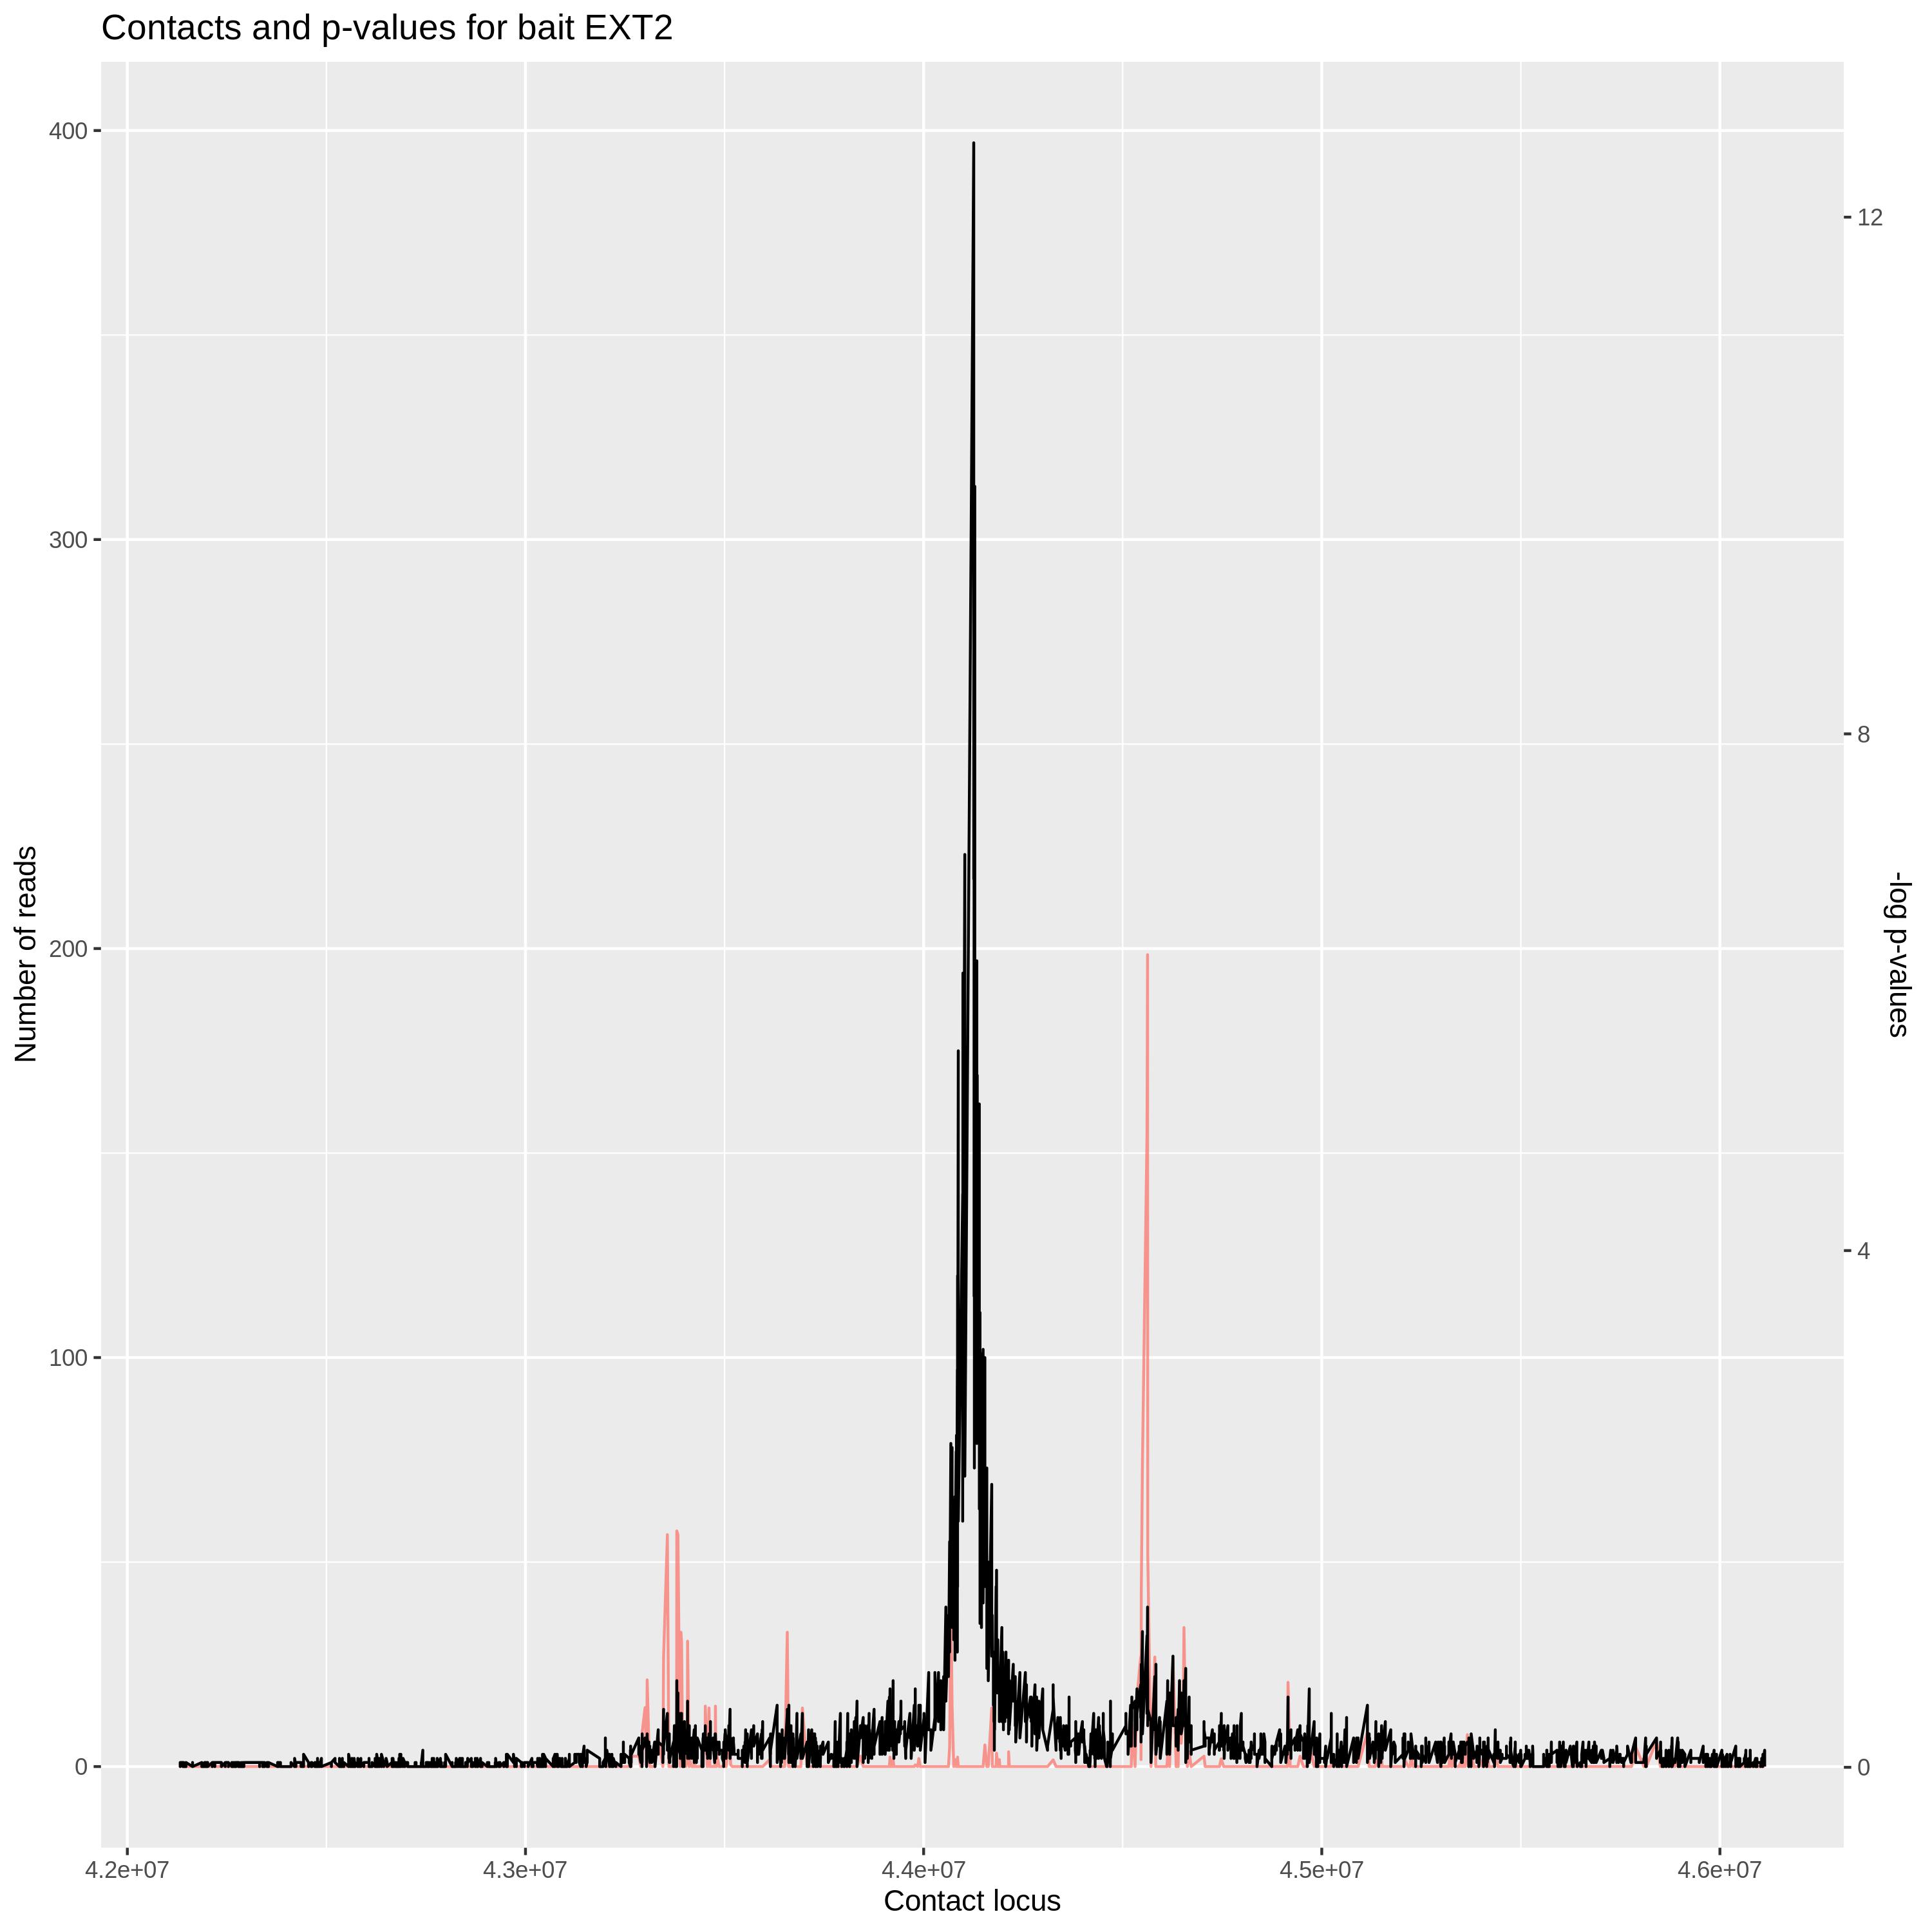 Contacts and p-values for bait EXT2
400
300
200
100
0
Number of reads
12
8
4
0
-log p-values
4.2e+07
4.3e+07
4.4e+07
4.5e+07
4.6e+07
Contact locus